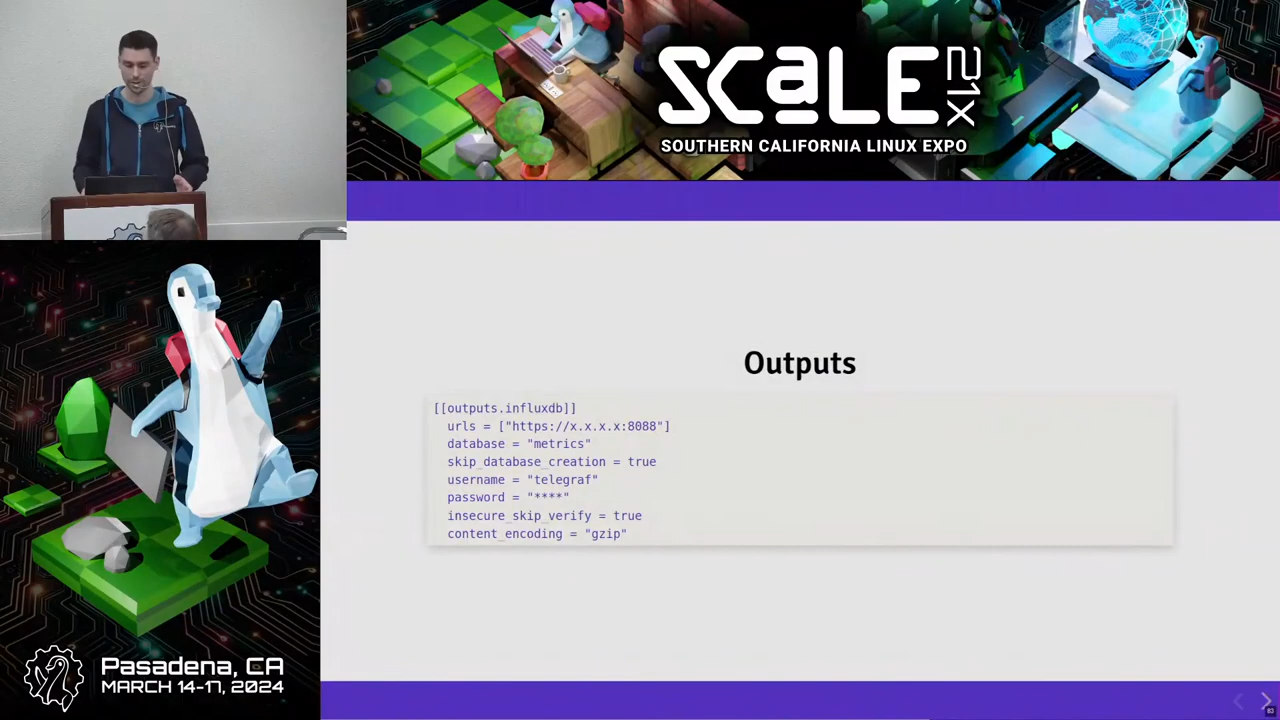 SCaLE 21X
SOUTHERN CALIFORNIA LINUX EXPO
Outputs
[[outputs.influxdb]]
  urls = ["https://x.x.x.x:8088"]
  database = "metrics"
  skip_database_creation = true
  username = "telegraf"
  password = "****"
  insecure_skip_verify = true
  content_encoding = "gzip"
Pasadena, CA
MARCH 14-17, 2024
83